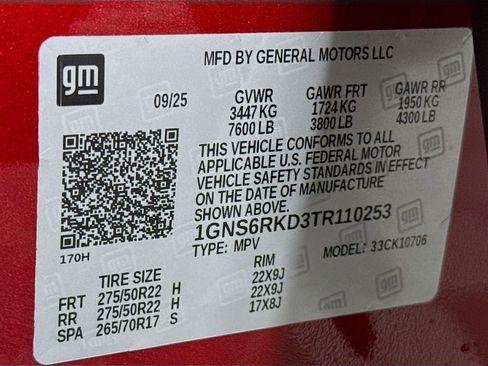 gm
MFD BY GENERAL MOTORS LLC
09/25 GVWR GAWR FRT GAWR RR
3447 KG 1724 KG 1950 KG
7600 LB 3800 LB 4300 LB
THIS VEHICLE CONFORMS TO ALL
APPLICABLE U.S. FEDERAL MOTOR
VEHICLE SAFETY STANDARDS IN EFFECT
ON THE DATE OF MANUFACTURE
SHOWN ABOVE.
1GNS6RKD3TR110253
170H TYPE: MPV MODEL: 33CK10706
TIRE SIZE RIM
FRT 275/50R22 H 22X9J
RR 275/50R22 H 22X9J
SPA 265/70R17 S 17X8J